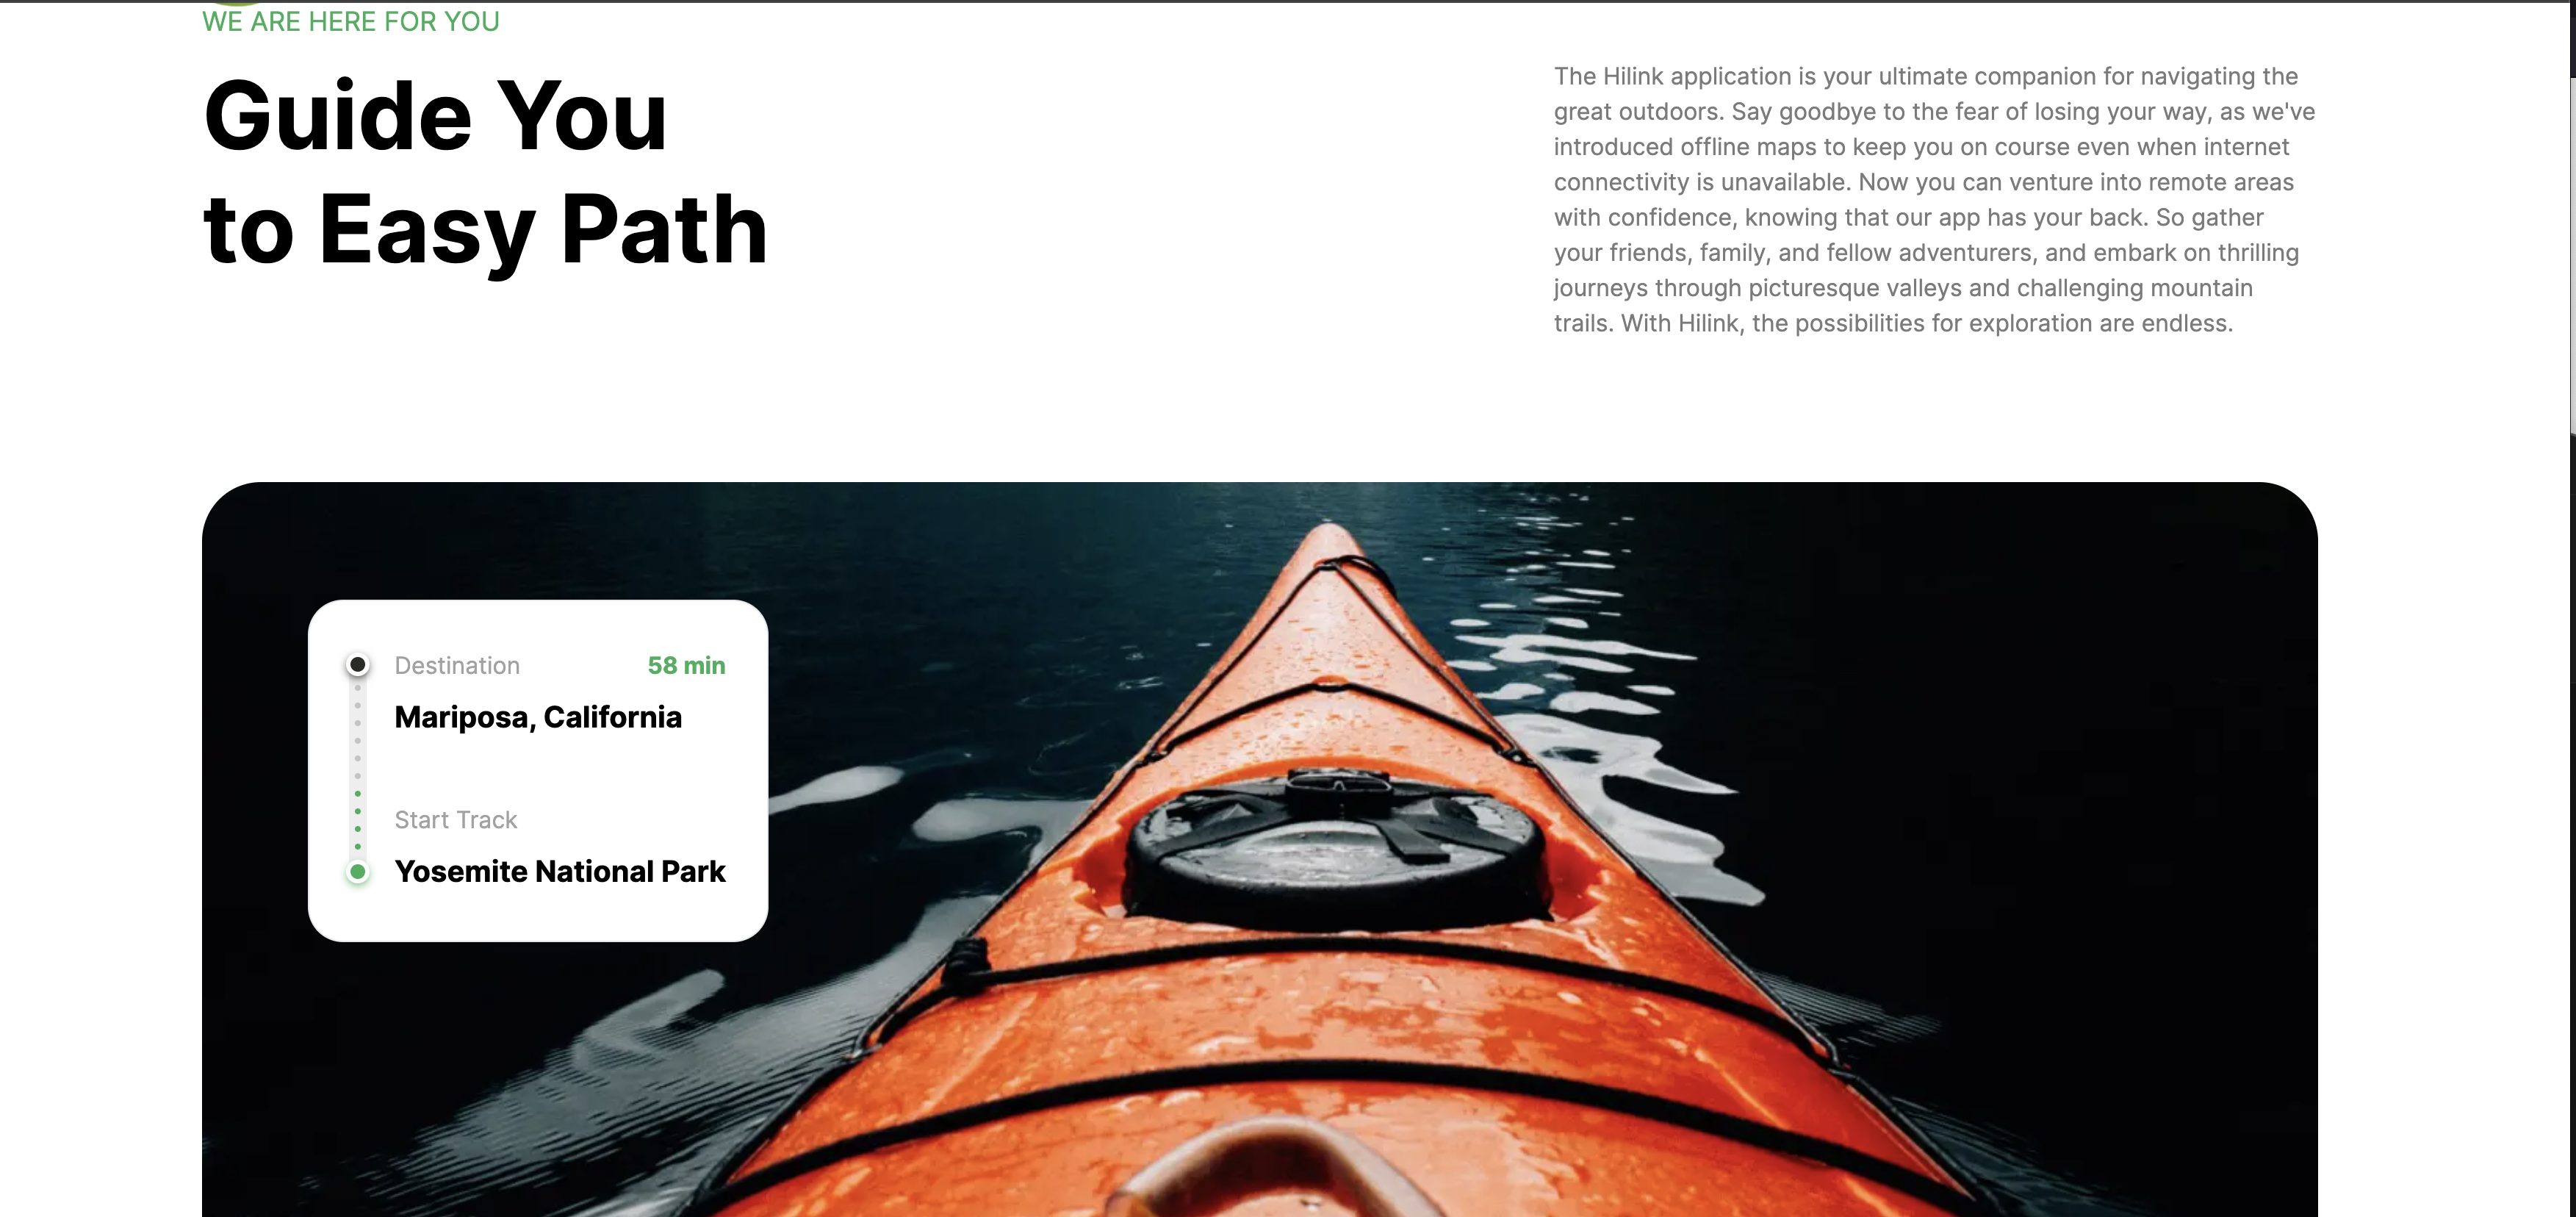 WE ARE HERE FOR YOU
Guide You
to Easy Path
The Hilink application is your ultimate companion for navigating the
great outdoors. Say goodbye to the fear of losing your way, as we've
introduced offline maps to keep you on course even when internet
connectivity is unavailable. Now you can venture into remote areas
with confidence, knowing that our app has your back. So gather
your friends, family, and fellow adventurers, and embark on thrilling
journeys through picturesque valleys and challenging mountain
trails. With Hilink, the possibilities for exploration are endless.
Destination 58 min
Mariposa, California
Start Track
Yosemite National Park